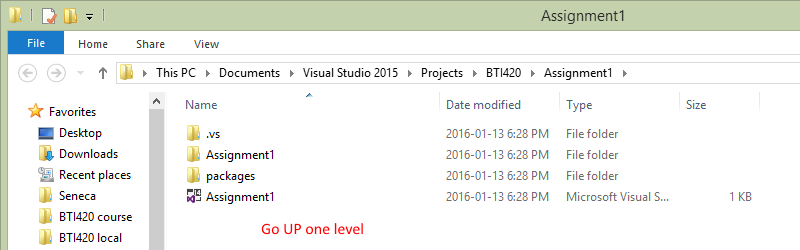 Assignment1
File Home Share View
This PC Documents Visual Studio 2015 Projects BTI420 Assignment1
Favorites
Desktop
Downloads
Recent places
Seneca
BTI420 course
BTI420 local
Name Date modified Type Size
.vs 2016-01-13 6:28 PM File folder
Assignment1 2016-01-13 6:28 PM File folder
packages 2016-01-13 6:28 PM File folder
Assignment1 2016-01-13 6:28 PM Microsoft Visual S... 1 KB
Go UP one level